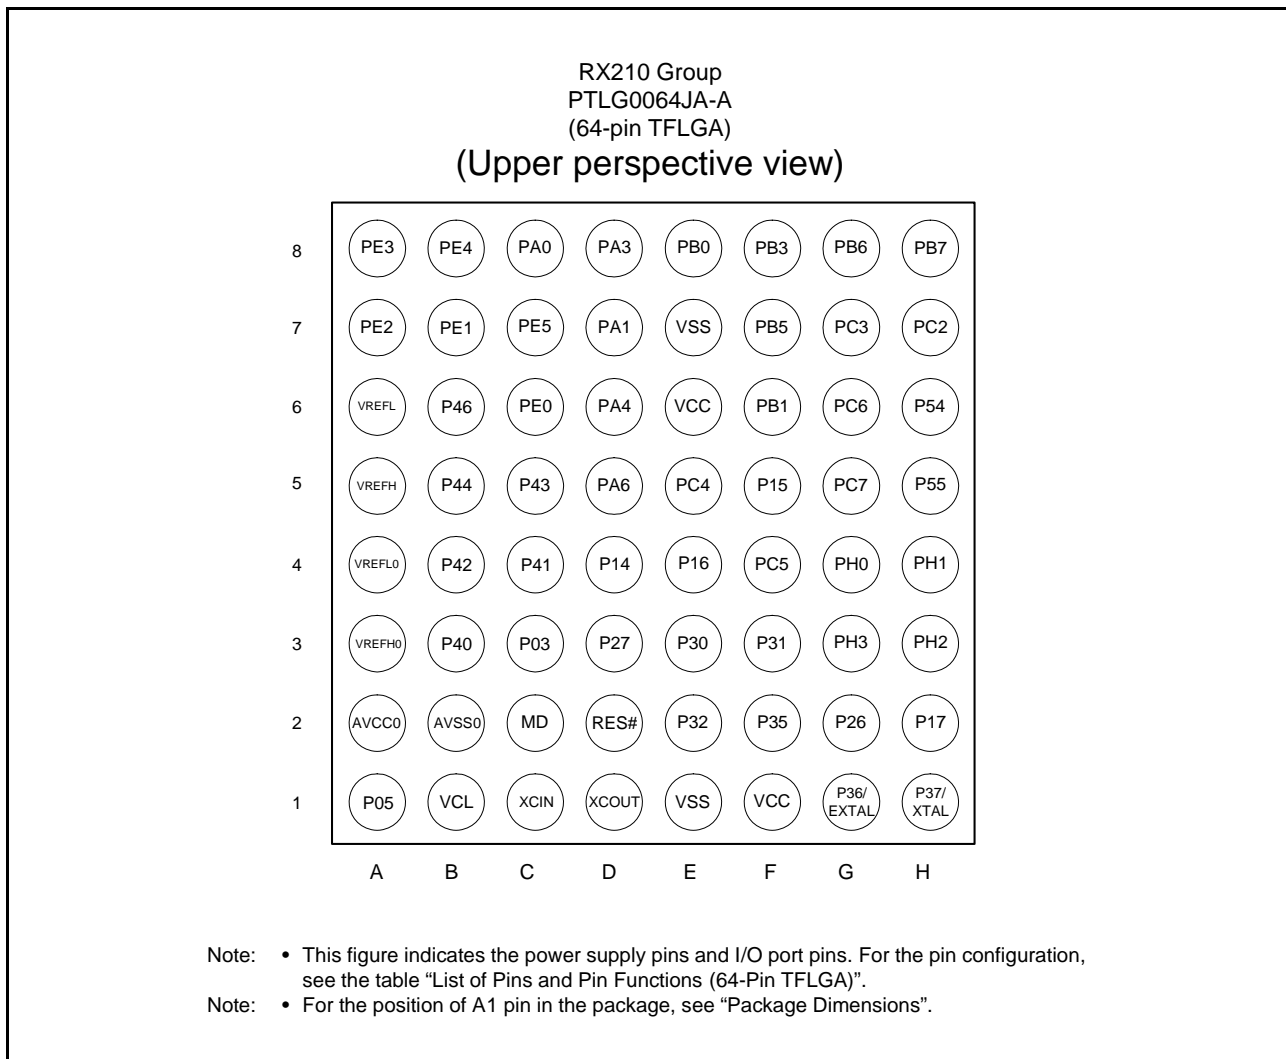 RX210 Group
PTLG0064JA-A
(64-pin TFLGA)
(Upper perspective view)
8 PE3 PE4 PA0 PA3 PB0 PB3 PB6 PB7
7 PE2 PE1 PE5 PA1 VSS PB5 PC3 PC2
6 VREFL P46 PE0 PA4 VCC PB1 PC6 P54
5 VREFH P44 P43 PA6 PC4 P15 PC7 P55
4 VREFL0 P42 P41 P14 P16 PC5 PH0 PH1
3 VREFH0 P40 P03 P27 P30 P31 PH3 PH2
2 AVCC0 AVSS0 MD RES# P32 P35 P26 P17
1 P05 VCL XCIN XCOUT VSS VCC P36/EXTAL P37/XTAL
A B C D E F G H
Note: • This figure indicates the power supply pins and I/O port pins. For the pin configuration,
see the table “List of Pins and Pin Functions (64-Pin TFLGA)”.
Note: • For the position of A1 pin in the package, see “Package Dimensions”.